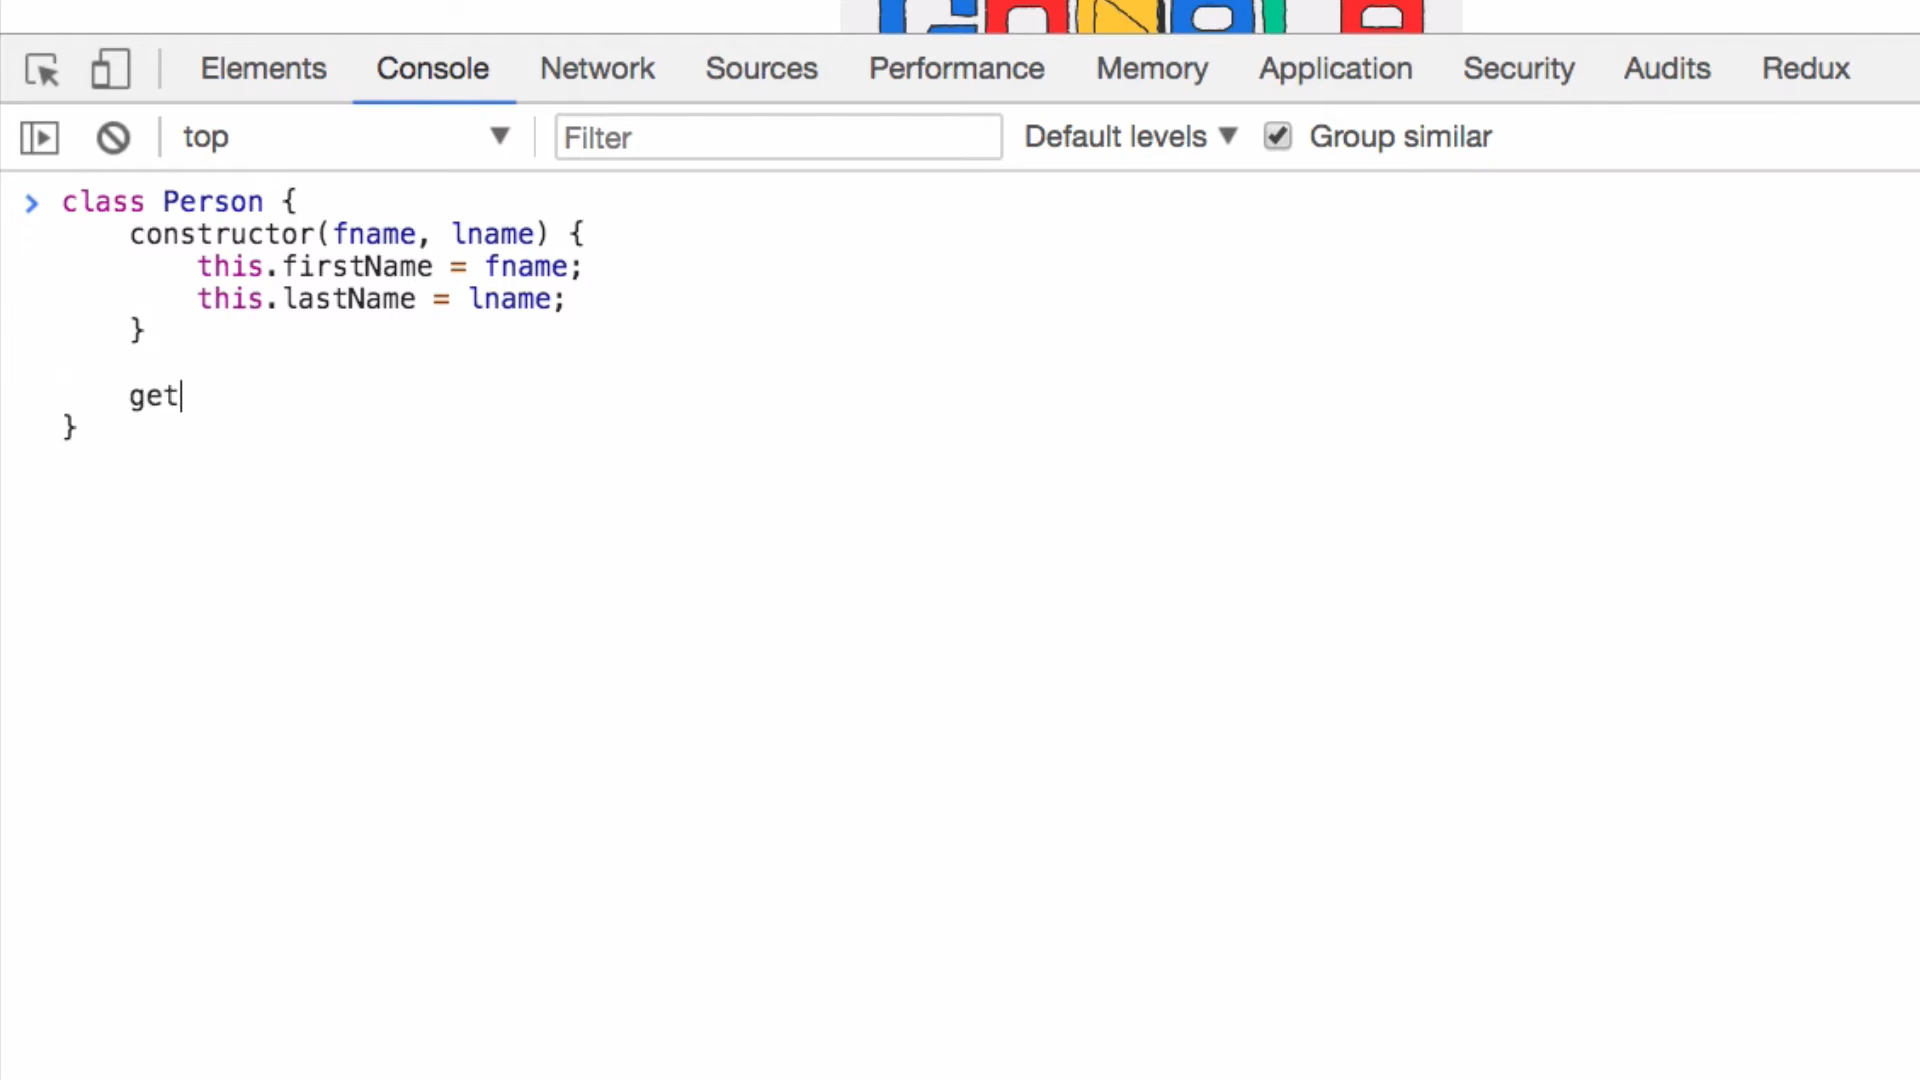 Elements Console Network Sources Performance Memory Application Security Audits Redux
top Filter Default levels Group similar
class Person {
constructor(fname, lname) {
this.firstName = fname;
this.lastName = lname;
}
get
}